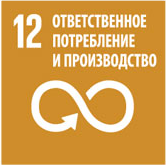 12 ОТВЕТСТВЕННОЕ
ПОТРЕБЛЕНИЕ
И ПРОИЗВОДСТВО